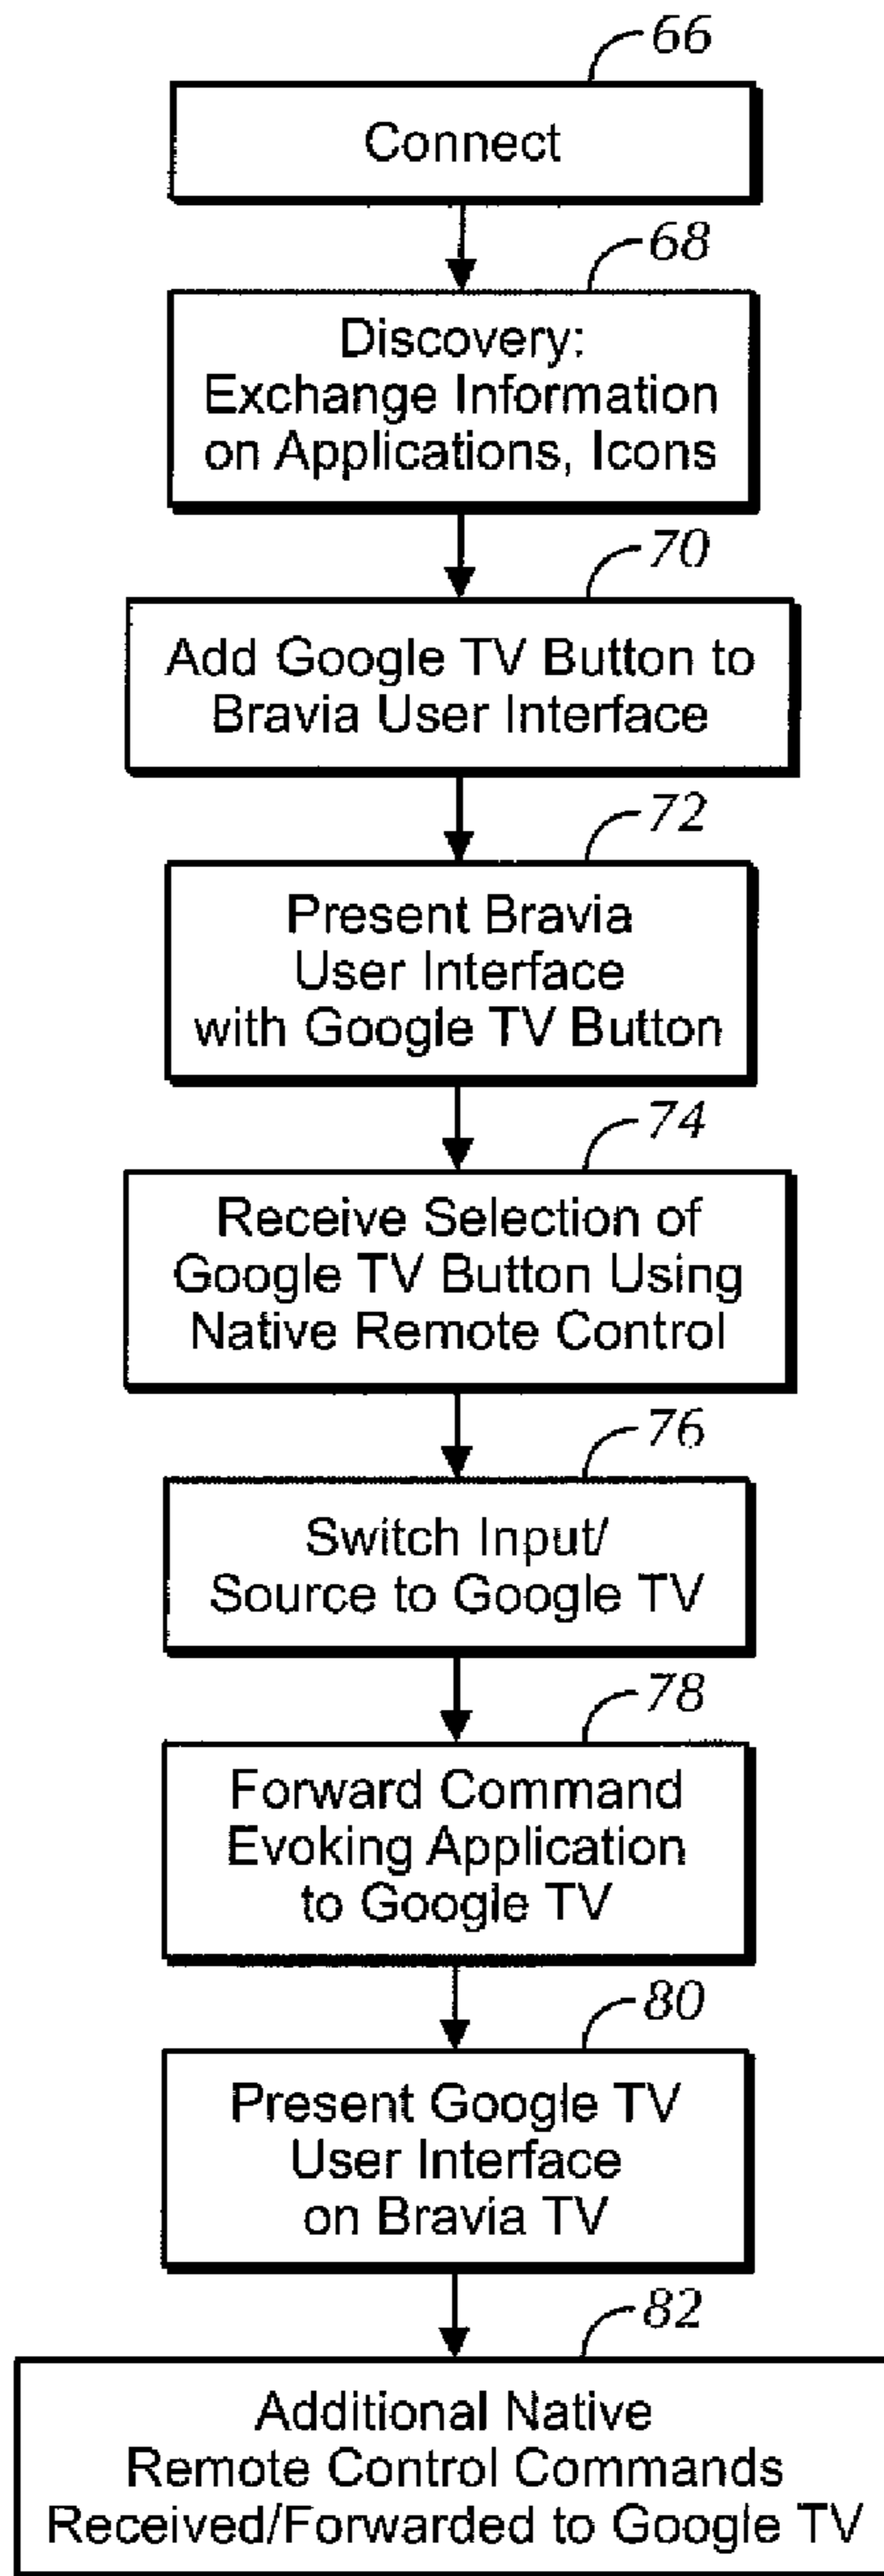 66
Connect
68
Discovery:
Exchange Information
on Applications, Icons
70
Add Google TV Button to
Bravia User Interface
72
Present Bravia
User Interface
with Google TV Button
74
Receive Selection of
Google TV Button Using
Native Remote Control
76
Switch Input/
Source to Google TV
78
Forward Command
Evoking Application
to Google TV
80
Present Google TV
User Interface
on Bravia TV
82
Additional Native
Remote Control Commands
Received/Forwarded to Google TV